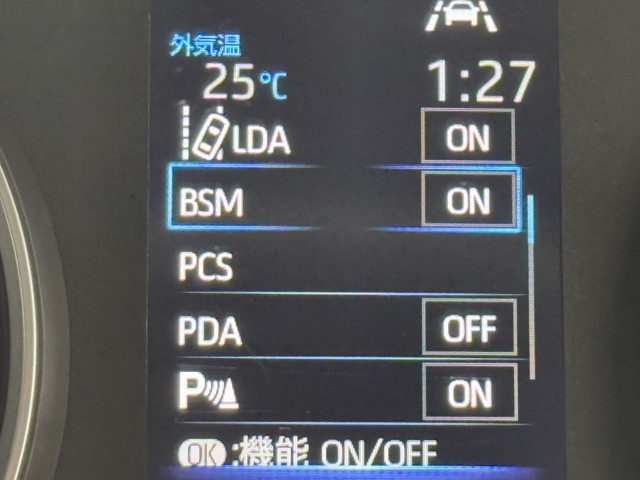 外気温
25℃ 1:27
LDA ON
BSM ON
PCS
PDA OFF
P ON
OK :機能 ON/OFF